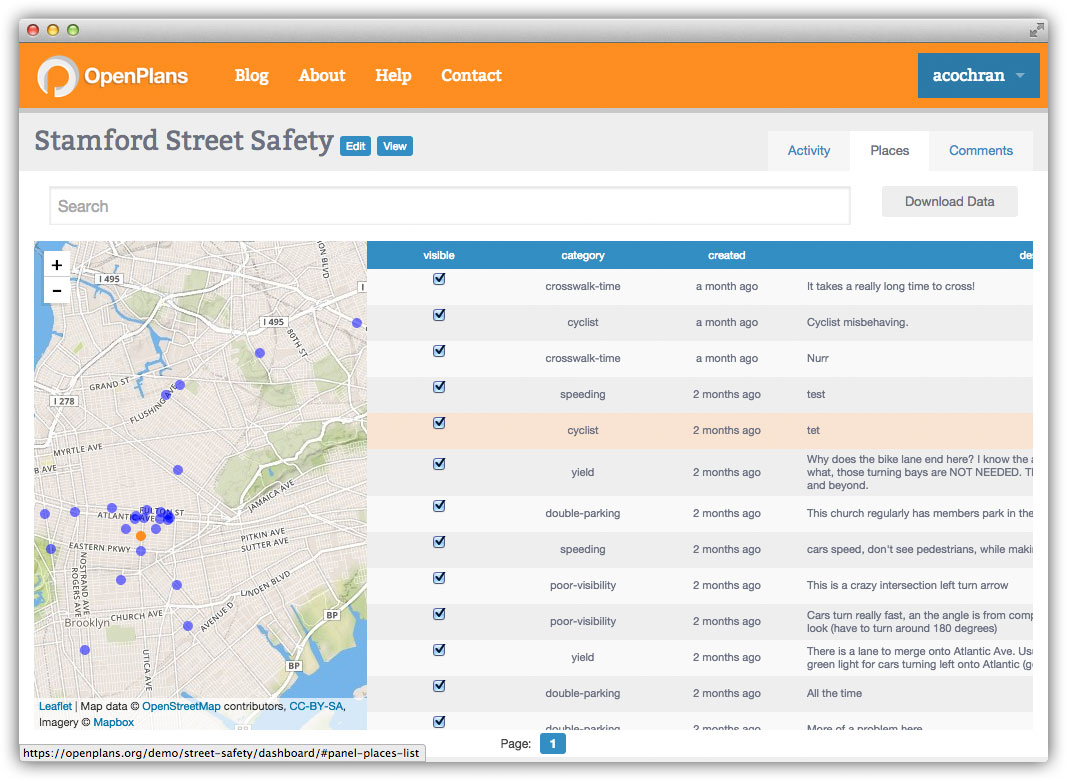 OpenPlans
Blog About Help Contact
acochran
Stamford Street Safety
Edit View
Activity Places Comments
Search
Download Data
+
−
I 495
I 495
80TH ST
BLVD
GRAND ST
I 278
FLUSHING AVE
MYRTLE AVE
B AVE
JAMAICA AVE
FULTON ST
ATLANTIC AVE
PITKIN AVE
SUTTER AVE
EASTERN PKWY
NOSTRAND AVE
ROGERS AVE
LINDEN BLVD
AVENUE D
CHURCH AVE
Brooklyn
UTICA AVE
BP
BP
Leaflet | Map data © OpenStreetMap contributors, CC-BY-SA,
Imagery © Mapbox
visible category created
crosswalk-time a month ago It takes a really long time to cross!
cyclist a month ago Cyclist misbehaving.
crosswalk-time a month ago Nurr
speeding 2 months ago test
cyclist 2 months ago tet
yield 2 months ago Why does the bike lane end here? I know the
what, those turning bays are NOT NEEDED.
and beyond.
double-parking 2 months ago This church regularly has members park in the
speeding 2 months ago cars speed, don't see pedestrians, while
poor-visibility 2 months ago This is a crazy intersection left turn arrow
poor-visibility 2 months ago Cars turn really fast, an the angle is from
look (have to turn around 180 degrees)
yield 2 months ago There is a lane to merge onto Atlantic Ave.
green light for cars turning left onto Atlantic
double-parking 2 months ago All the time
double-parking 2 months ago More of a problem here
Page: 1
https://openplans.org/demo/street-safety/dashboard/#panel-places-list